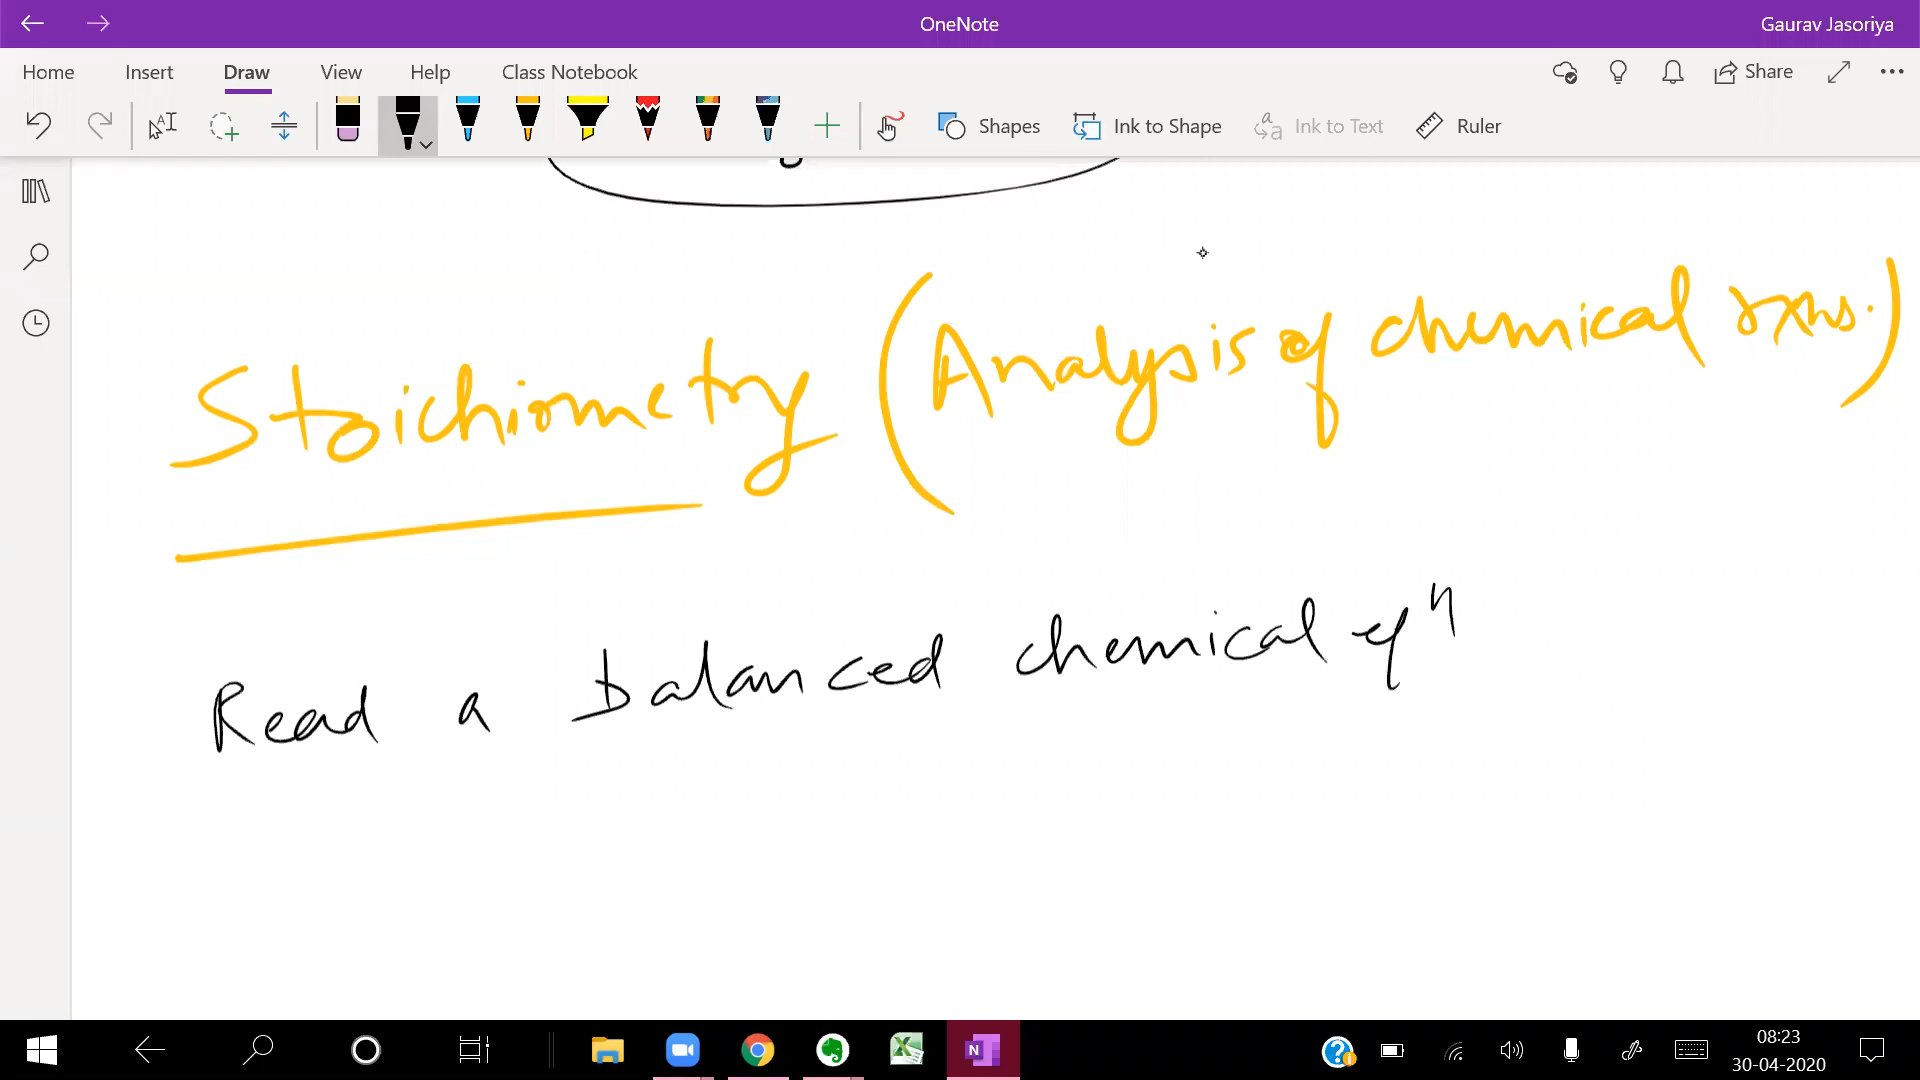 OneNote
Gaurav Jasoriya
Home Insert Draw View Help Class Notebook Share
Shapes Ink to Shape Ink to Text Ruler
Stoichiometry (Analysis of chemical rxns.)
Read a balanced chemical eqⁿ
08:23
30-04-2020